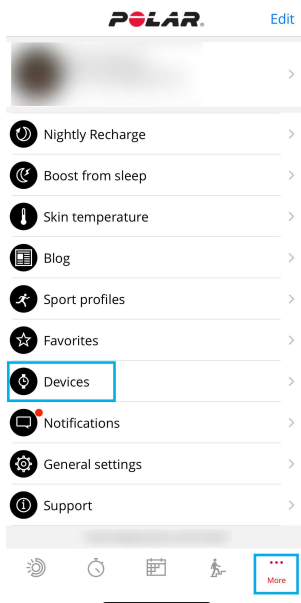 POLAR.
Edit
Nightly Recharge
Boost from sleep
Skin temperature
Blog
Sport profiles
Favorites
Devices
Notifications
General settings
Support
More